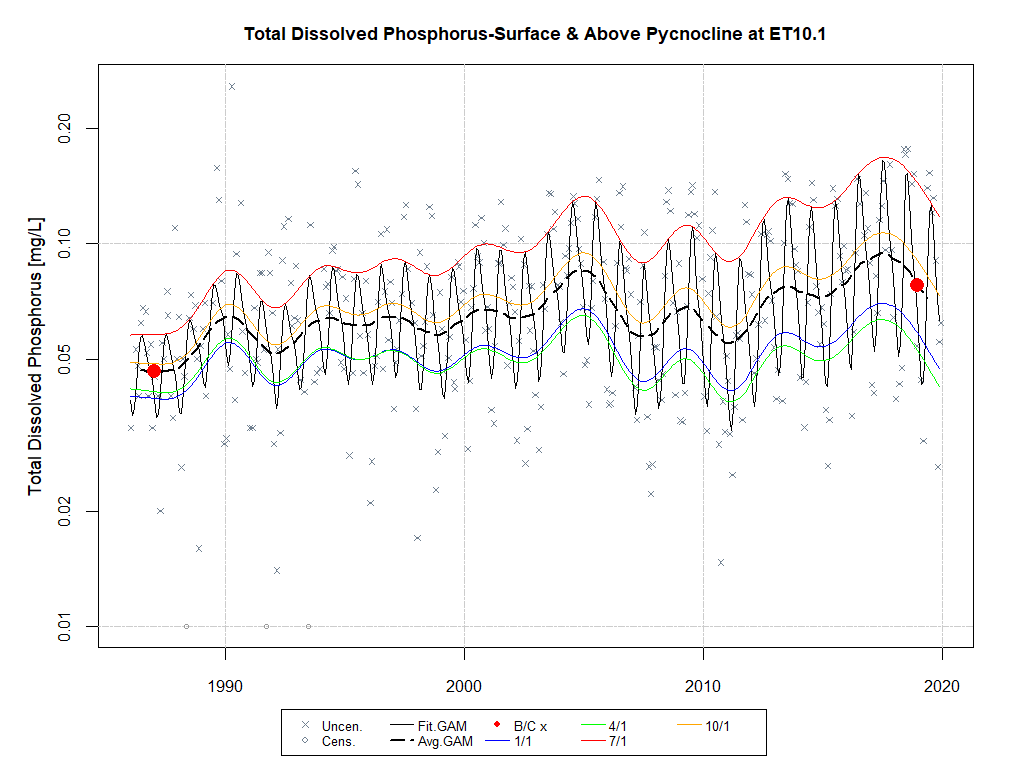 Total Dissolved Phosphorus-Surface & Above Pycnocline at ET10.1
Total Dissolved Phosphorus [mg/L]
0.20
0.10
0.05
0.02
0.01
1990 2000 2010 2020
Uncen. Fit.GAM B/C x 4/1 10/1
Cens. Avg.GAM 1/1 7/1